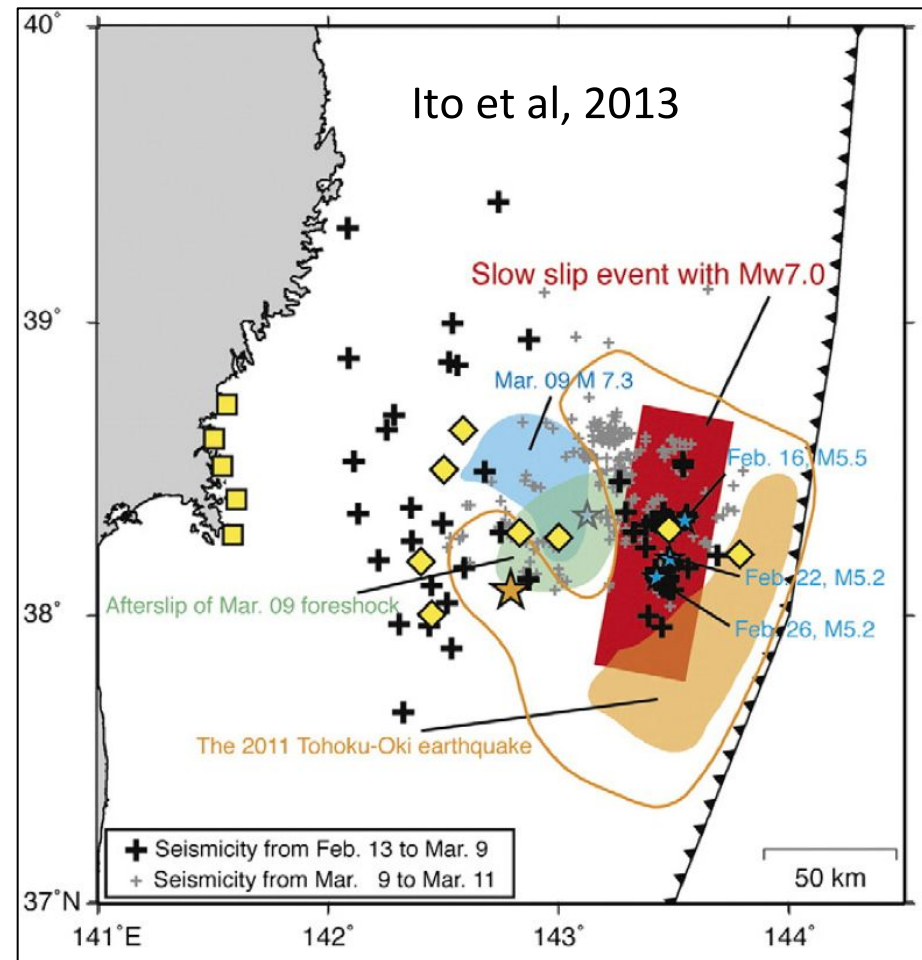 40°
Ito et al, 2013
Slow slip event with Mw7.0
39°
Mar. 09 M 7.3
Feb. 16, M5.5
Feb. 22, M5.2
38°
Afterslip of Mar. 09 foreshock
Feb. 26, M5.2
The 2011 Tohoku-Oki earthquake
Seismicity from Feb. 13 to Mar. 9
Seismicity from Mar. 9 to Mar. 11
50 km
37°N
141°E
142°
143°
144°